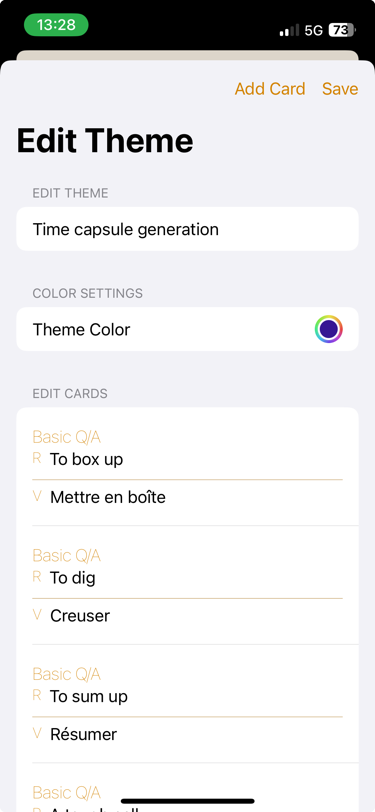 13:28
5G 73
Add Card Save
Edit Theme
EDIT THEME
Time capsule generation
COLOR SETTINGS
Theme Color
EDIT CARDS
Basic Q/A
R To box up
V Mettre en boîte
Basic Q/A
R To dig
V Creuser
Basic Q/A
R To sum up
V Résumer
Basic Q/A